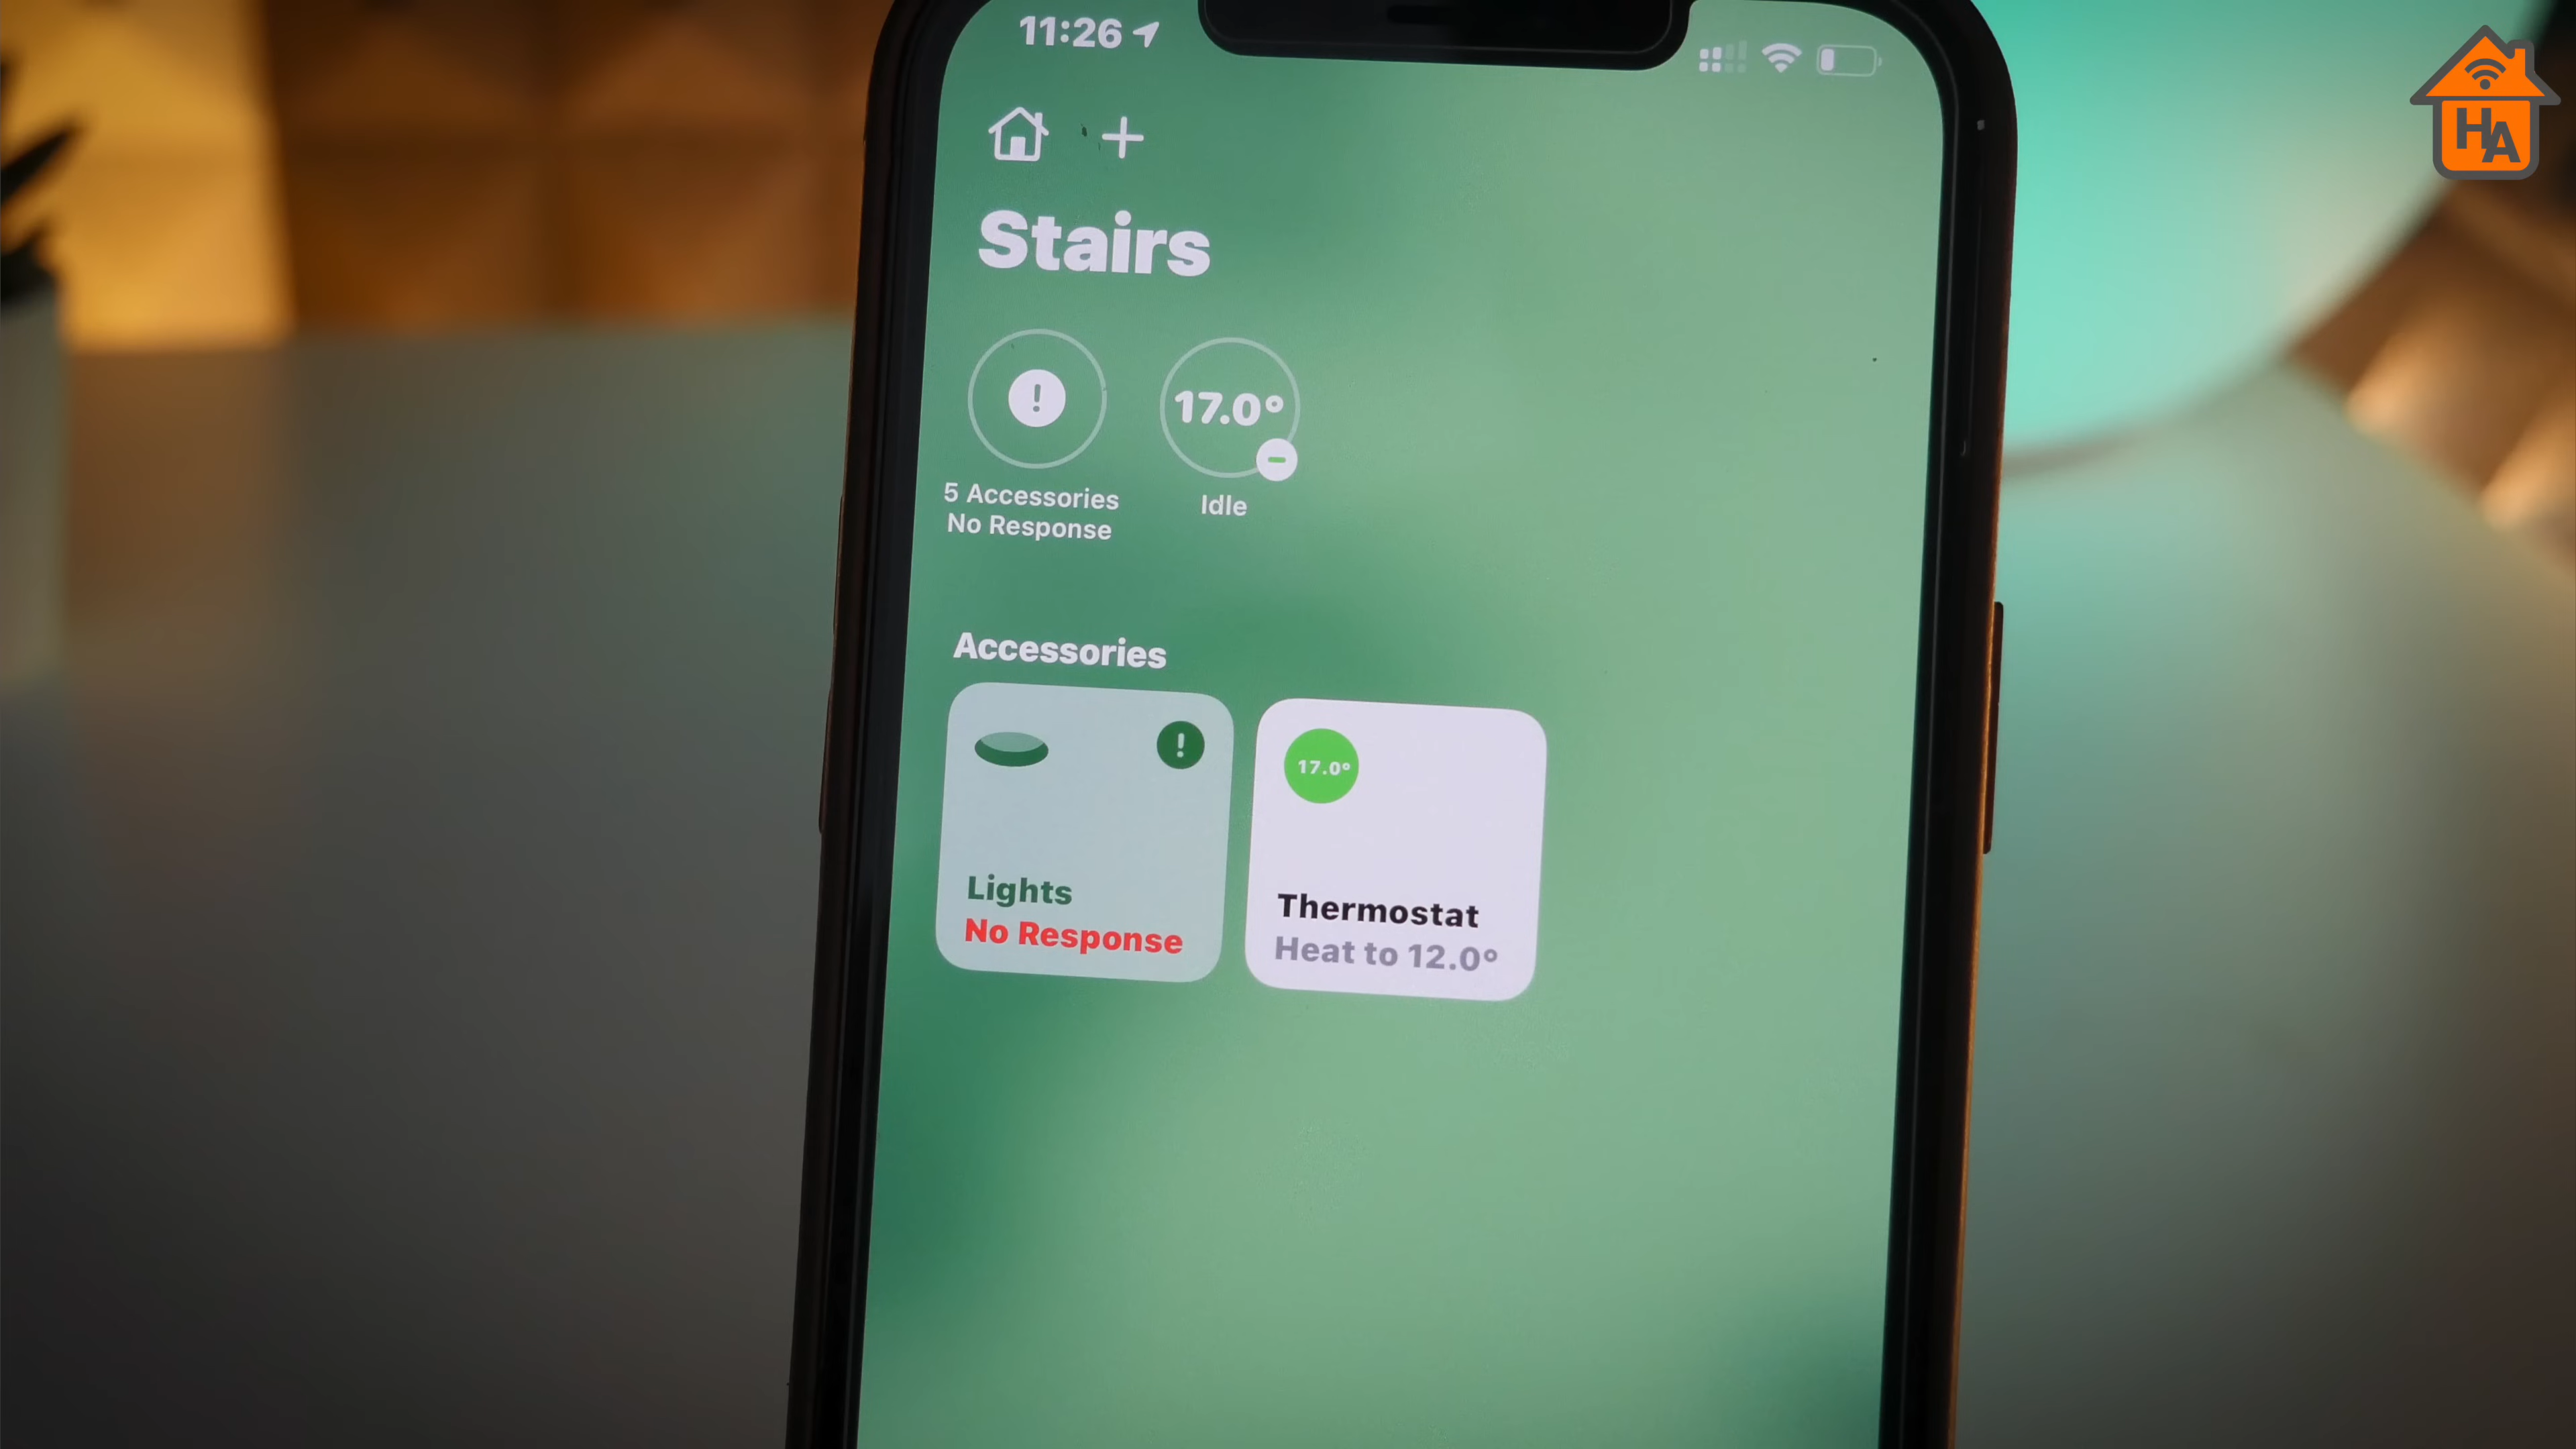 11:26
HA
Stairs
!
17.0°
5 Accessories
No Response
Idle
Accessories
!
17.0°
Lights
No Response
Thermostat
Heat to 12.0°